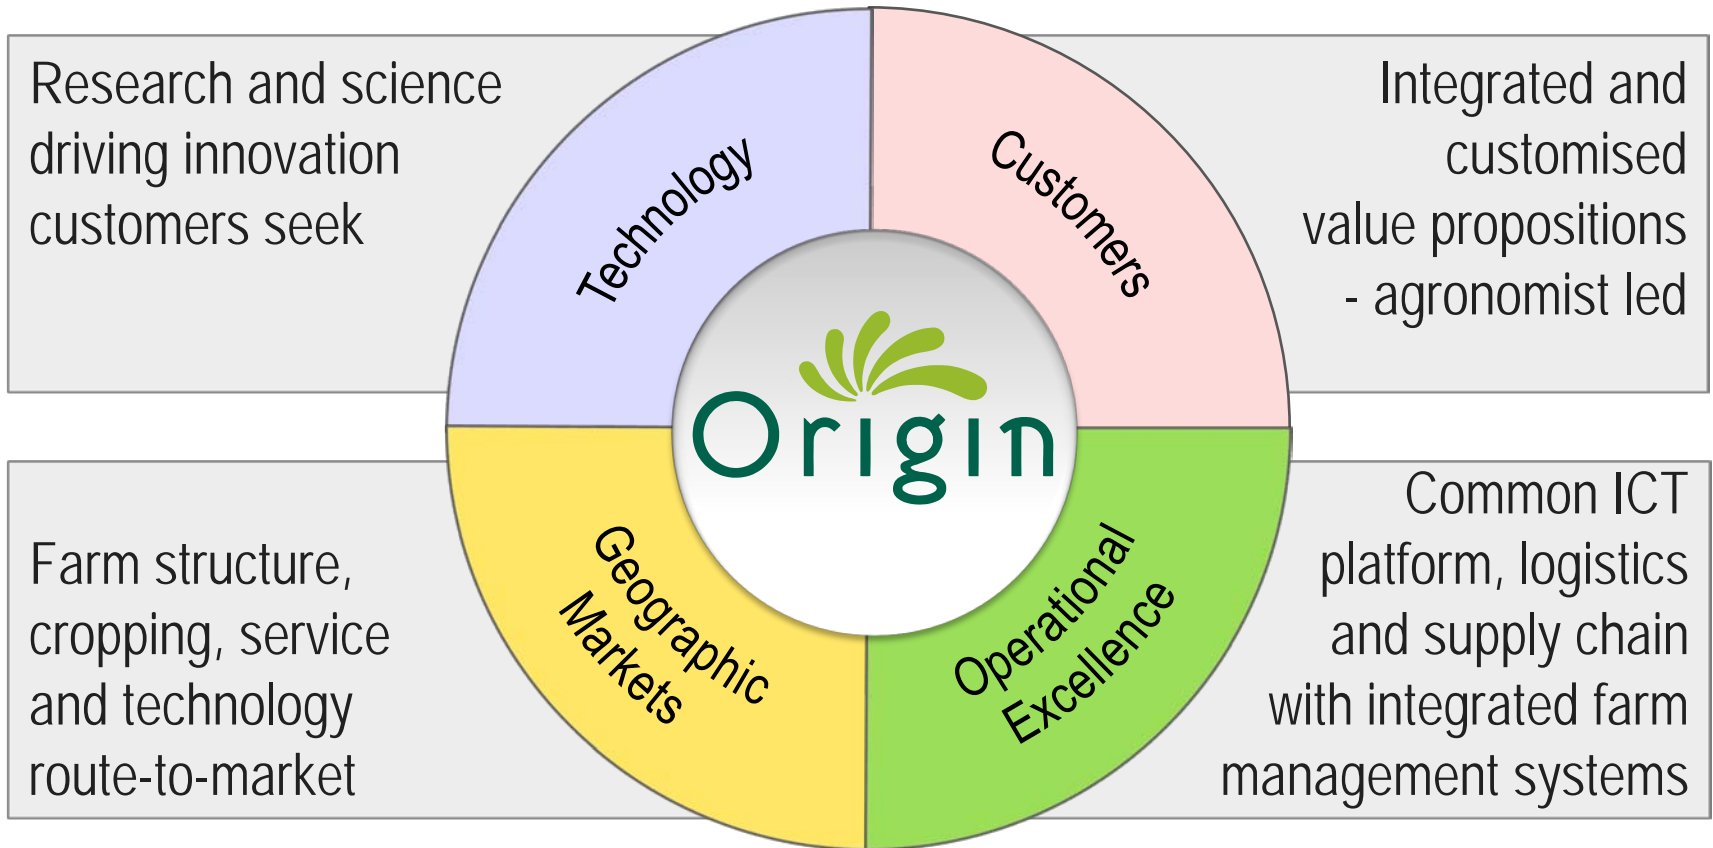 Research and science
driving innovation
customers seek
Technology
Customers
Integrated and
customised
value propositions
- agronomist led
Origin
Farm structure,
cropping, service
and technology
route-to-market
Geographic
Markets
Operational
Excellence
Common ICT
platform, logistics
and supply chain
with integrated farm
management systems